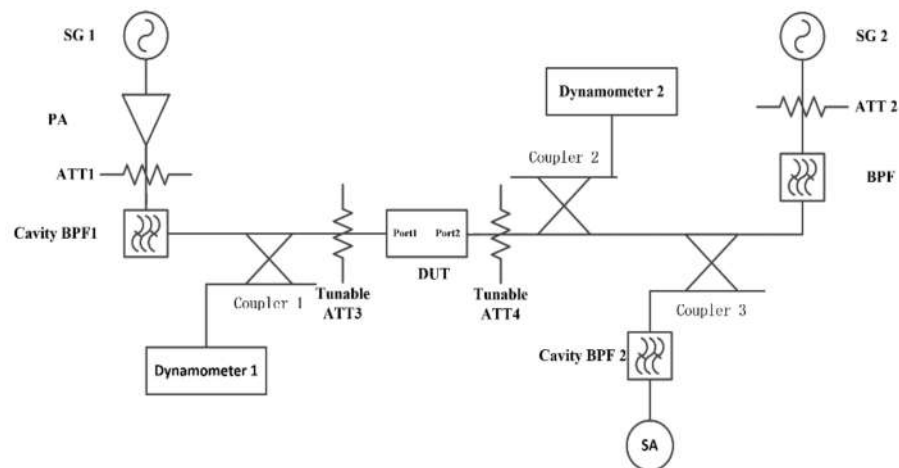 SG 1
SG 2
PA
Dynamometer 2
ATT 2
ATT1
Coupler 2
BPF
Cavity BPF1
Port1 Port2
DUT
Coupler 1
Tunable
ATT3
Tunable
ATT4
Coupler 3
Dynamometer 1
Cavity BPF 2
SA